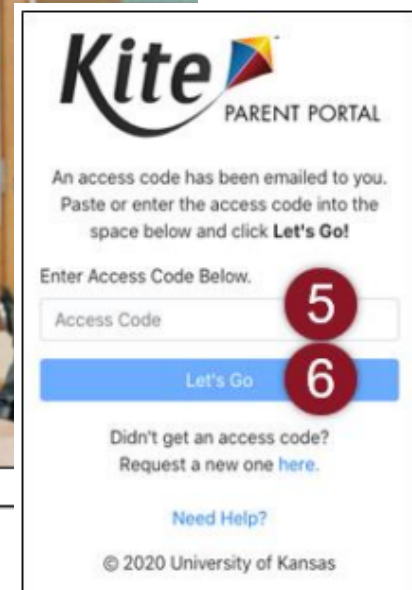 Kite
PARENT PORTAL
An access code has been emailed to you.
Paste or enter the access code into the
space below and click Let's Go!
Enter Access Code Below.
Access Code
5
Let's Go
6
Didn't get an access code?
Request a new one here.
Need Help?
© 2020 University of Kansas